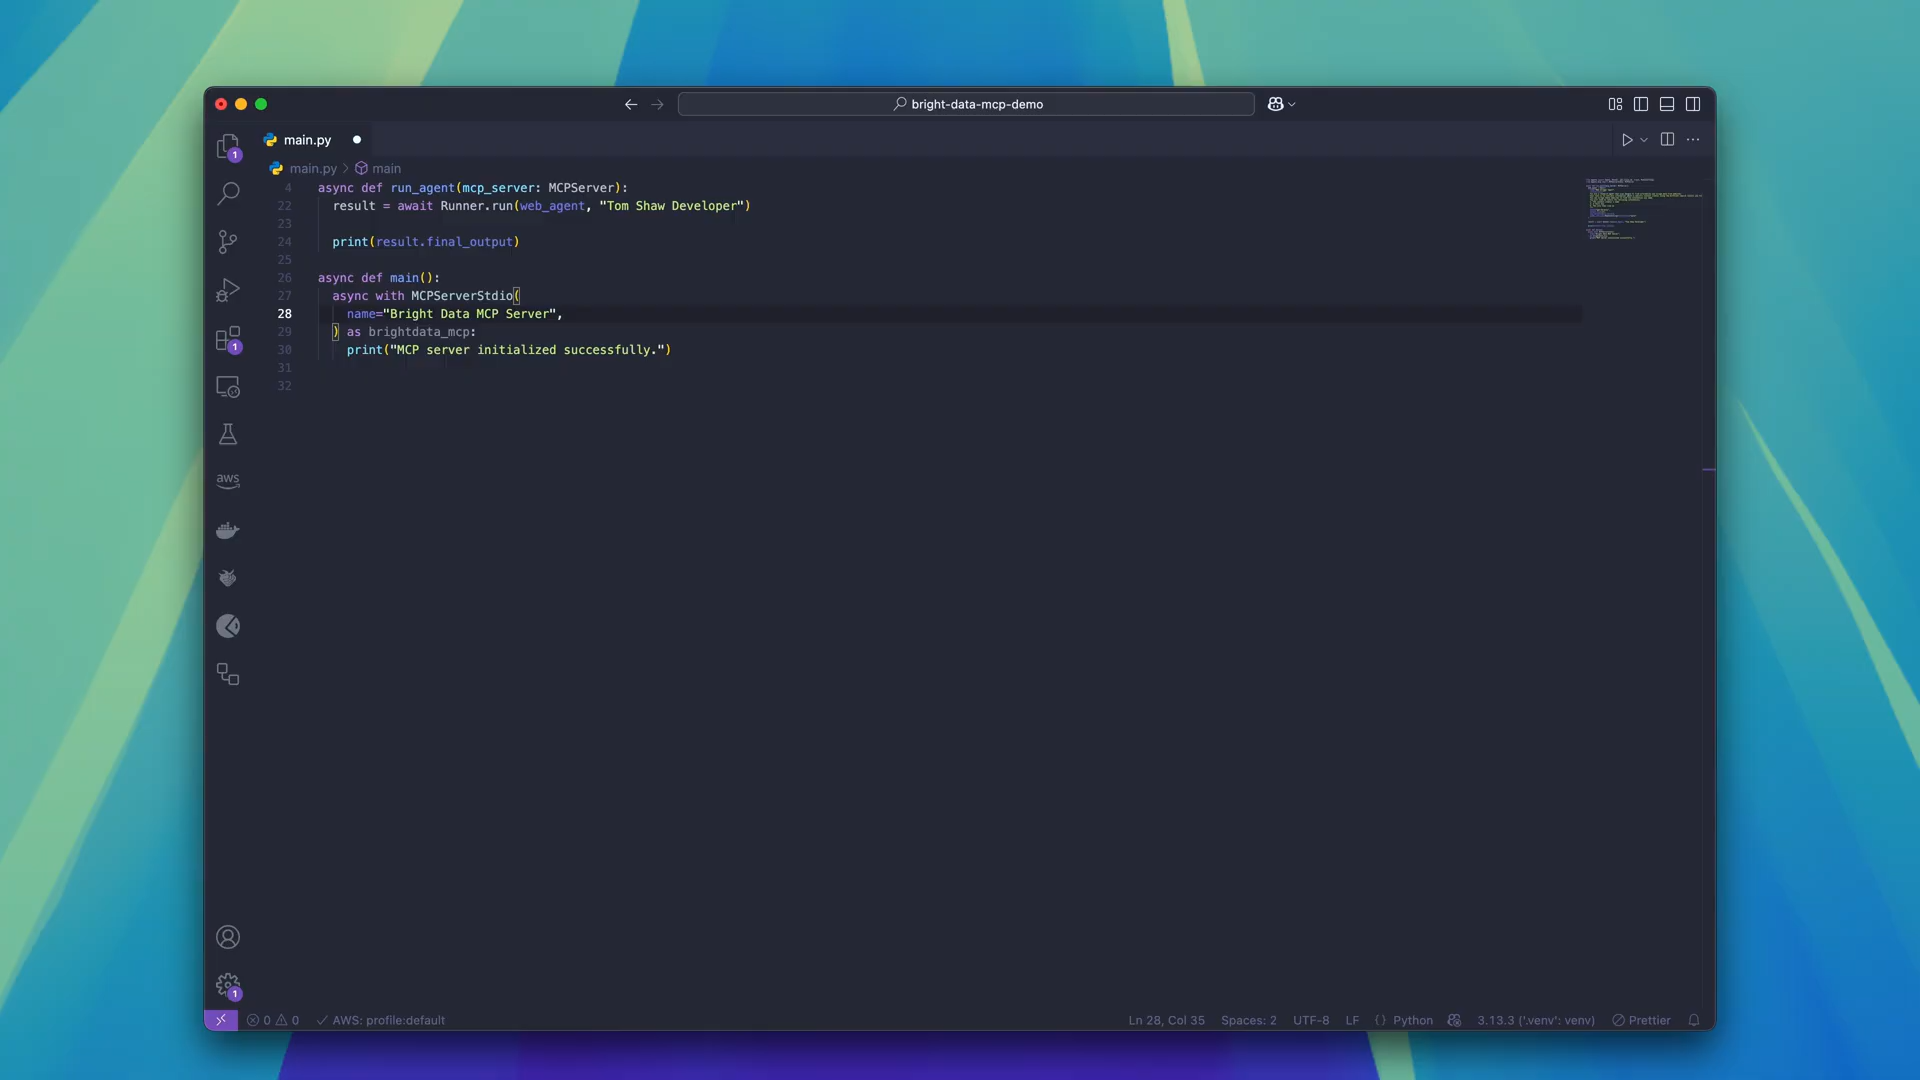 bright-data-mcp-demo
main.py
main.py > main
4 async def run_agent(mcp_server: MCPServer):
22 result = await Runner.run(web_agent, "Tom Shaw Developer")
23
24 print(result.final_output)
25
26 async def main():
27 async with MCPServerStdio(
28 name="Bright Data MCP Server",
29 ) as brightdata_mcp:
30 print("MCP server initialized successfully.")
31
32
1
1
aws
1
0 0 AWS: profile:default Ln 28, Col 35 Spaces: 2 UTF-8 LF {} Python 3.13.3 ('.venv': venv) Prettier